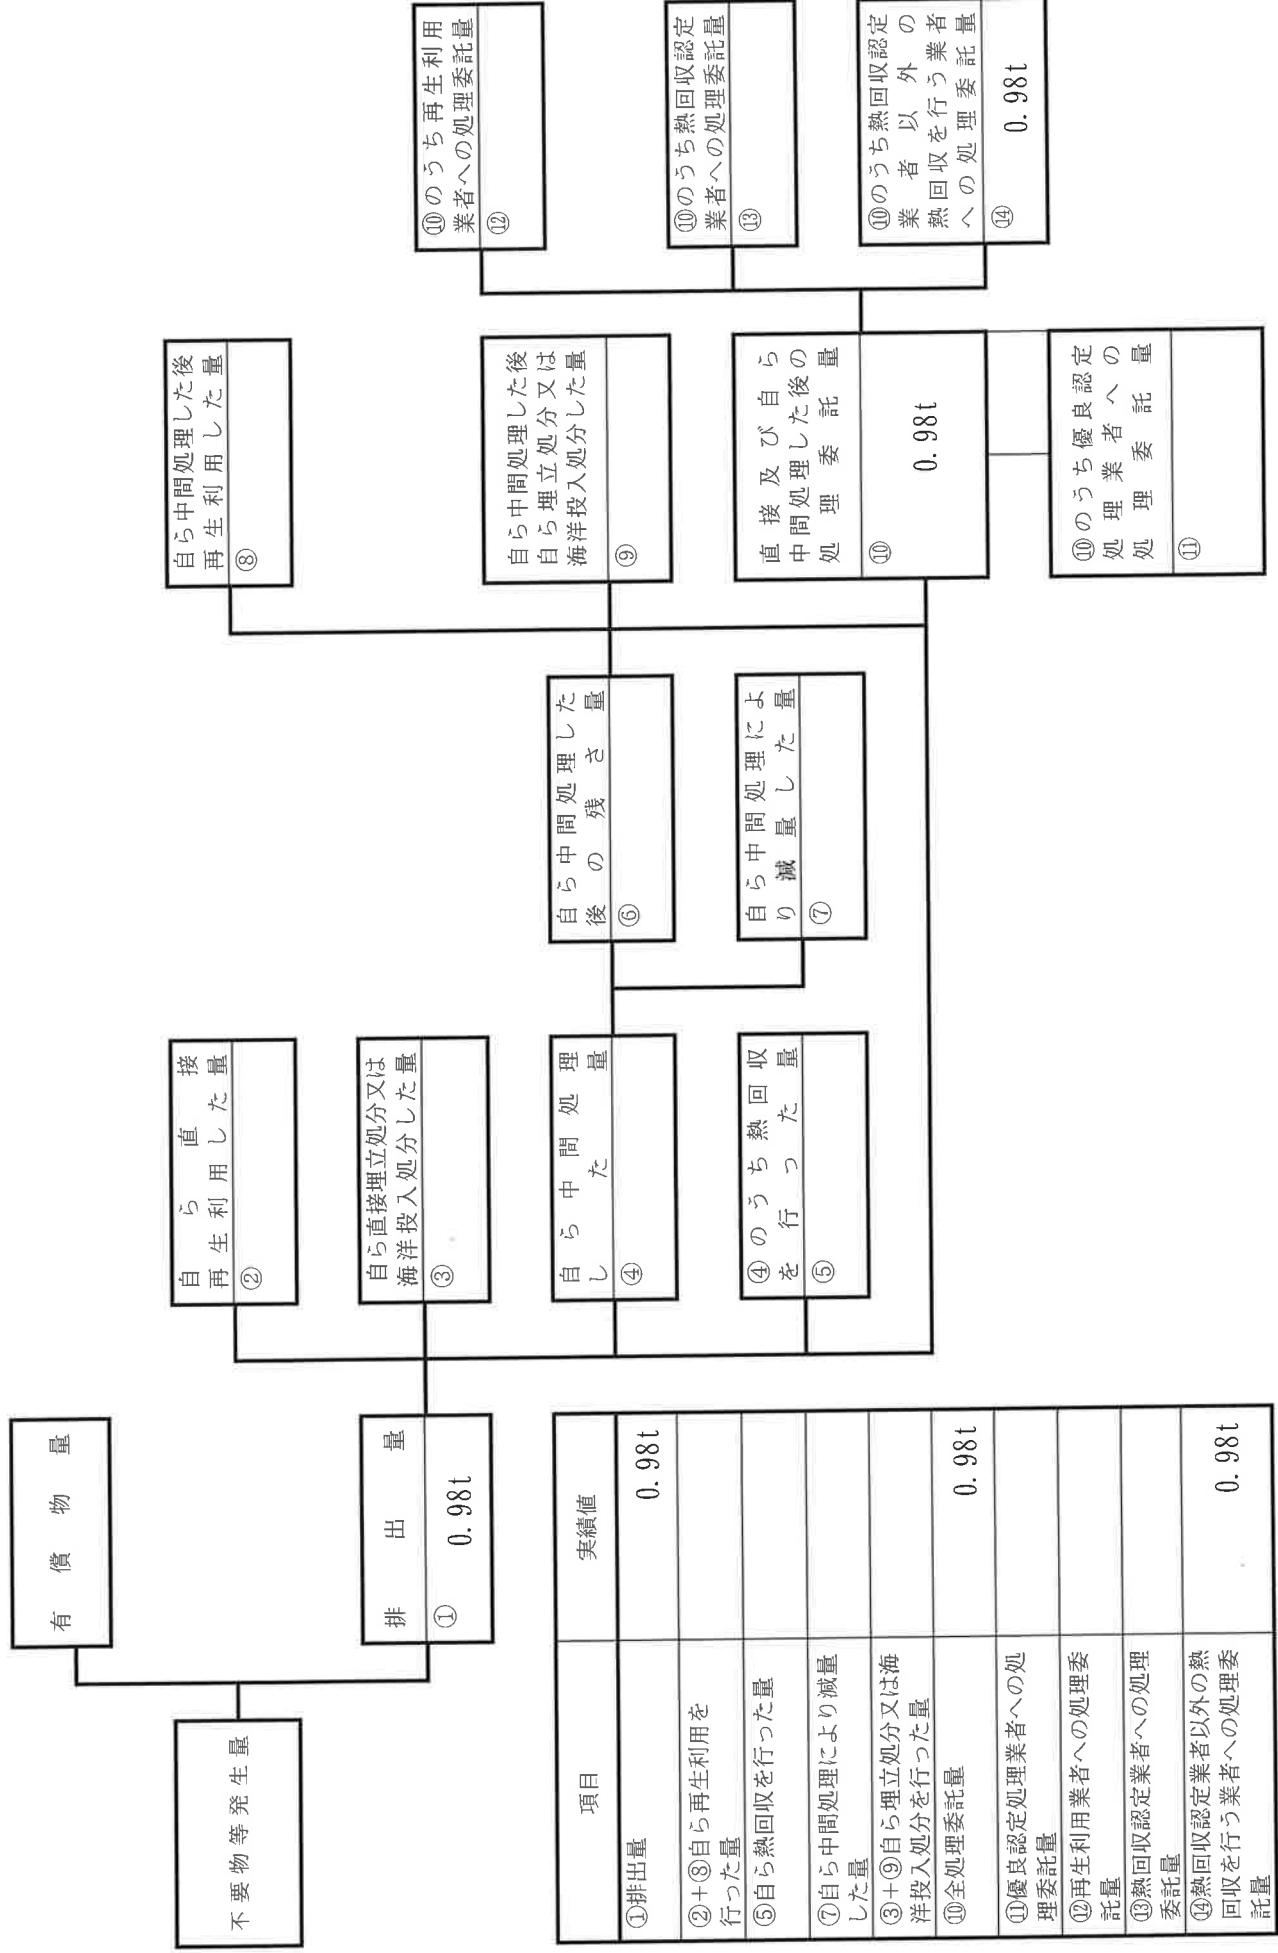 不要物等発生量
有償物量
排出量
①
0.98t
自ら直接
再生利用した量
②
自ら直接埋立処分又は
海洋投入処分した量
③
自ら中間処理
した量
④
④のうち熱回収
を行った量
⑤
自ら中間処理した
後の残さ量
⑥
自ら中間処理によ
り減量した量
⑦
自ら中間処理した後
再生利用した量
⑧
自ら中間処理した後
自ら埋立処分又は
海洋投入処分した量
⑨
直接及び自ら
中間処理した後の
処理委託量
⑩
0.98t
⑩のうち優良認定
処理業者への
処理委託量
⑪
⑩のうち再生利用
業者への処理委託量
⑫
⑩のうち熱回収認定
業者への処理委託量
⑬
⑩のうち熱回収認定
業者以外の
熱回収を行う業者
への処理委託量
⑭
0.98t
項目
実績値
①排出量
0.98t
②+⑧自ら再生利用を
行った量
⑤自ら熱回収を行った量
⑦自ら中間処理により減量
した量
③+⑨自ら埋立処分又は海
洋投入処分を行った量
⑩全処理委託量
0.98t
⑪優良認定処理業者への処
理委託量
⑫再生利用業者への処理委
託量
⑬熱回収認定業者への処理
委託量
⑭熱回収認定業者以外の熱
回収を行う業者への処理委
託量
0.98t